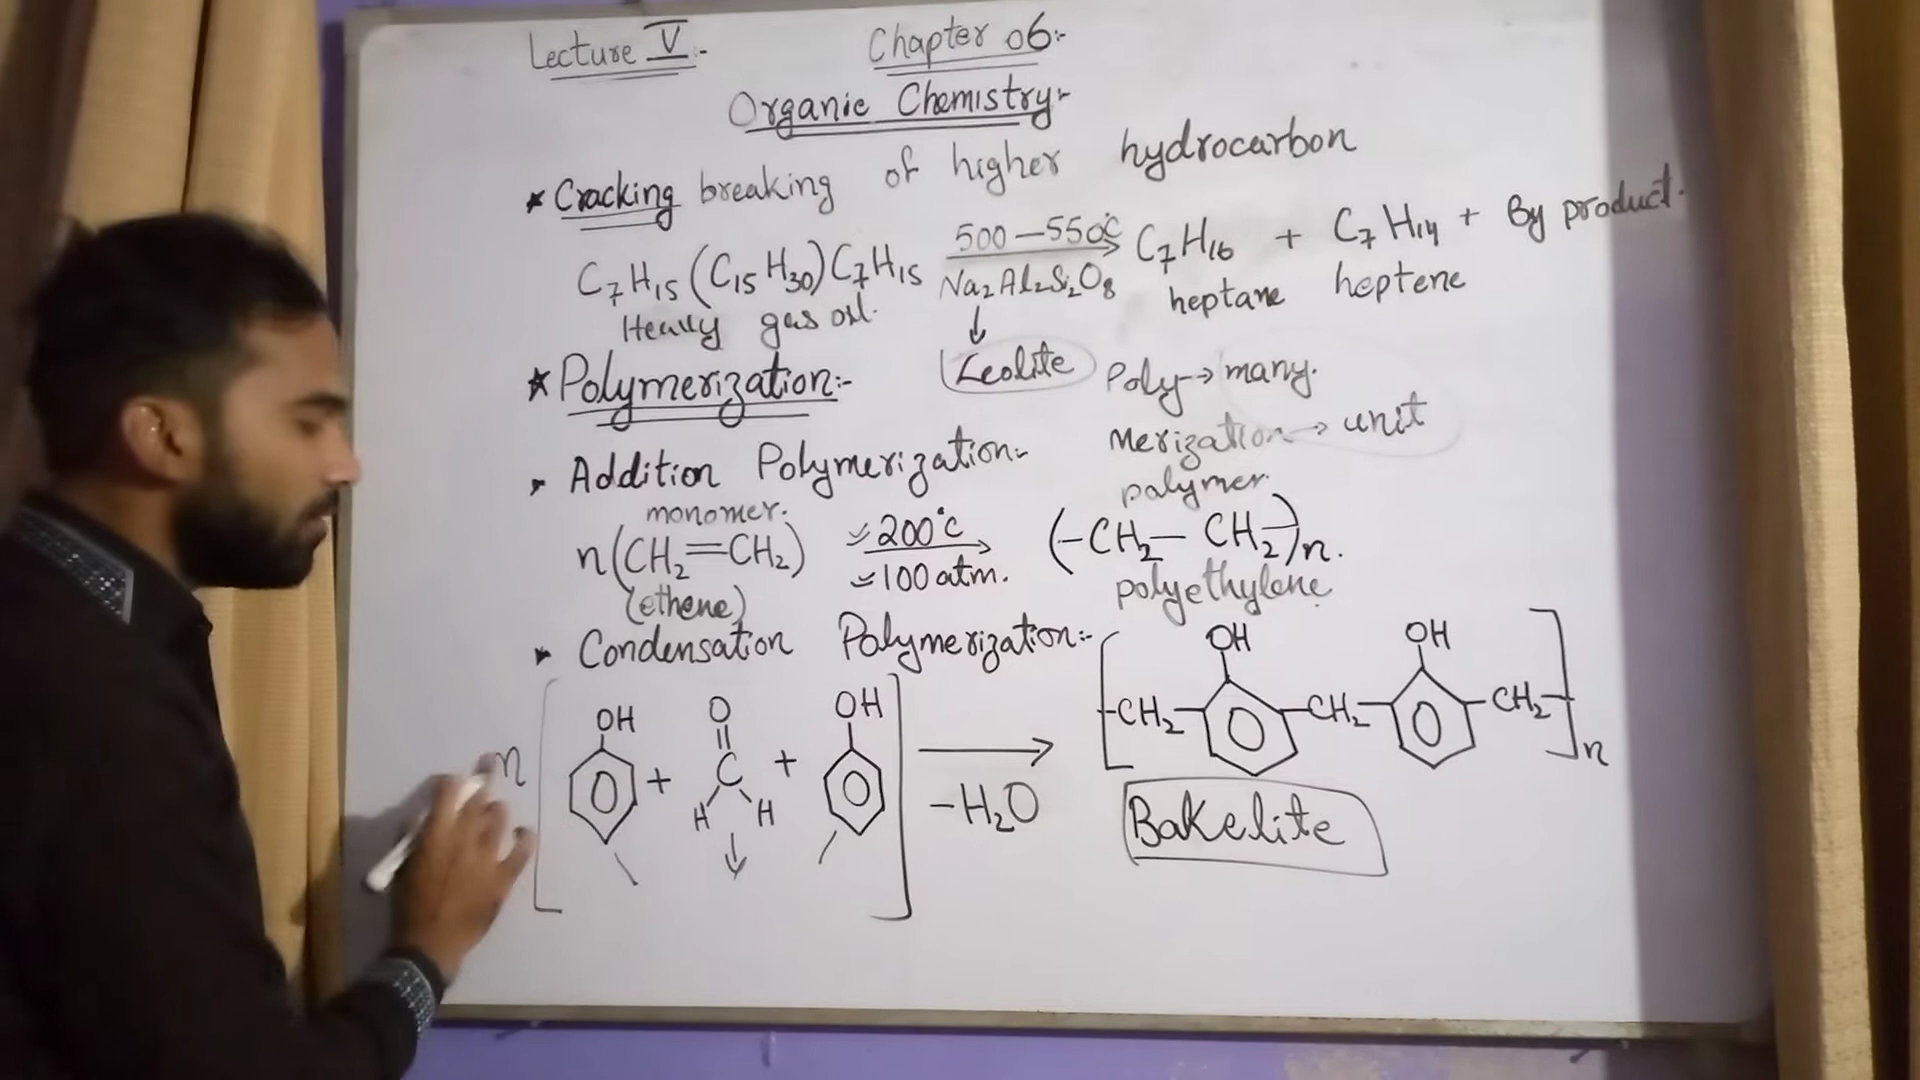 Lecture V:- Chapter 06:-
Organic Chemistry:-
* Cracking breaking of higher hydrocarbon
C₇H₁₅(C₁₅H₃₀)C₇H₁₅ 500-550°C Na₂Al₂Si₂O₈ C₇H₁₆ + C₇H₁₄ + By product.
Heavy gas oil. ↓ heptane heptene
Zeolite
* Polymerization:- Poly → many.
Merization → unit
Addition Polymerization:-
monomer. polymer.
n(CH₂=CH₂) ≃200°C ≃100 atm. (-CH₂-CH₂)n.
(ethene) polyethylene
Condensation Polymerization:-
n [ OH + O=C H H + OH ] → -H₂O [ -CH₂- OH -CH₂- OH -CH₂- ]n
Bakelite